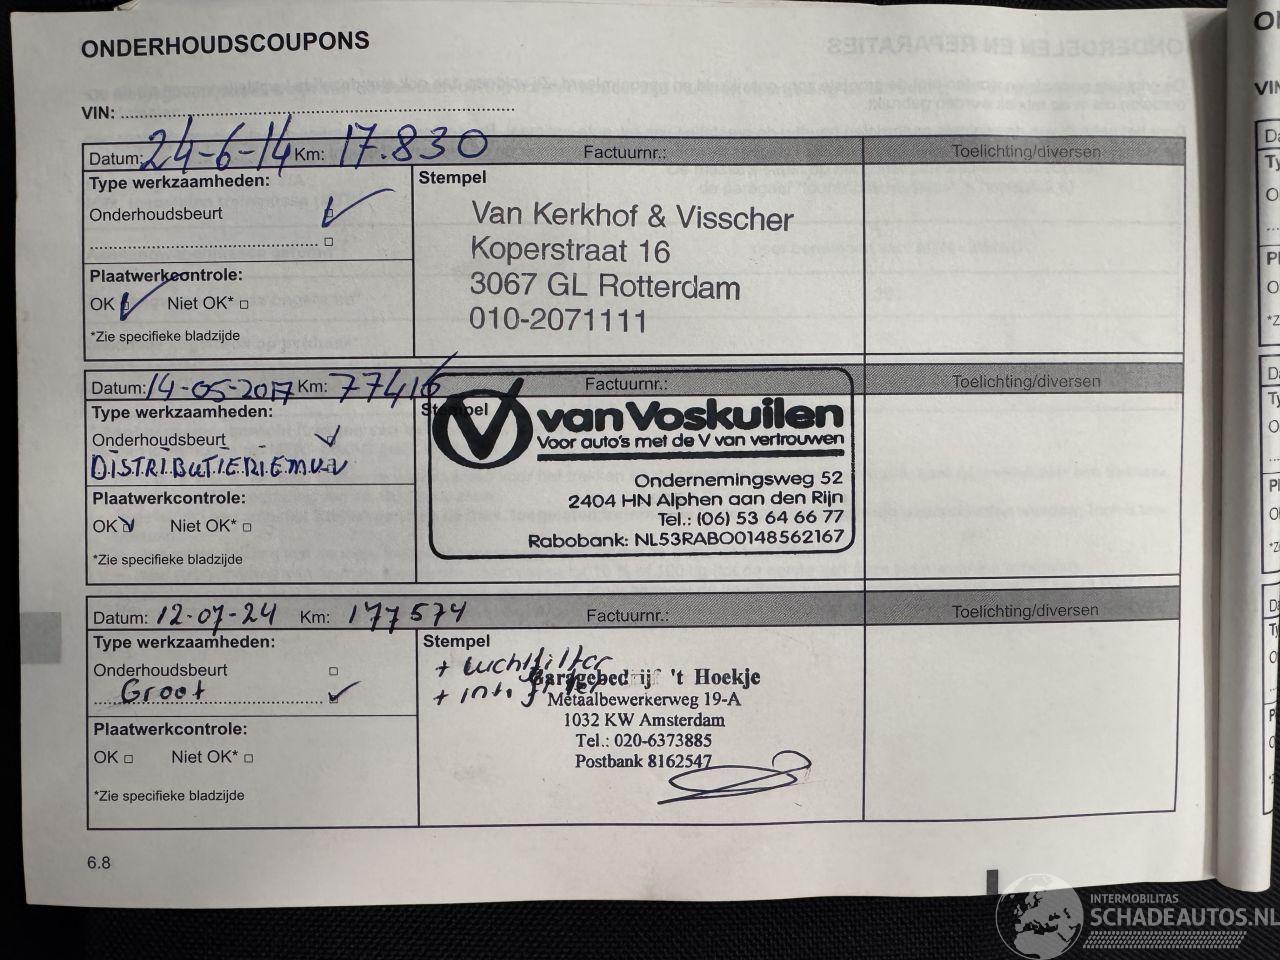 ONDERHOUDSCOUPONS
VIN:
Datum: 24-6-14 Km: 17.830 Factuurnr.: Toelichting/diversen
Type werkzaamheden:
Onderhoudsbeurt
Plaatwerkcontrole:
OK Niet OK*
*Zie specifieke bladzijde
Stempel
Van Kerkhof & Visscher
Koperstraat 16
3067 GL Rotterdam
010-2071111
Datum: 14-05-2017 Km: 77416 Factuurnr.: Toelichting/diversen
Type werkzaamheden:
Onderhoudsbeurt
DISTRIBUTIERIEM
Plaatwerkcontrole:
OK Niet OK*
*Zie specifieke bladzijde
Stempel
van Voskuilen
Voor auto's met de V van vertrouwen
Ondernemingsweg 52
2404 HN Alphen aan den Rijn
Tel.: (06) 53 64 66 77
Rabobank: NL53RABO0148562167
Datum: 12-07-24 Km: 177574 Factuurnr.: Toelichting/diversen
Type werkzaamheden:
Onderhoudsbeurt
Groot
Plaatwerkcontrole:
OK Niet OK*
*Zie specifieke bladzijde
Stempel
+ Luchtfilter
+ int.
Garagebedrijf 't Hoekje
Metaalbewerkerweg 19-A
1032 KW Amsterdam
Tel.: 020-6373885
Postbank 8162547
6.8
INTERMOBILITAS
SCHADEAUTOS.NL